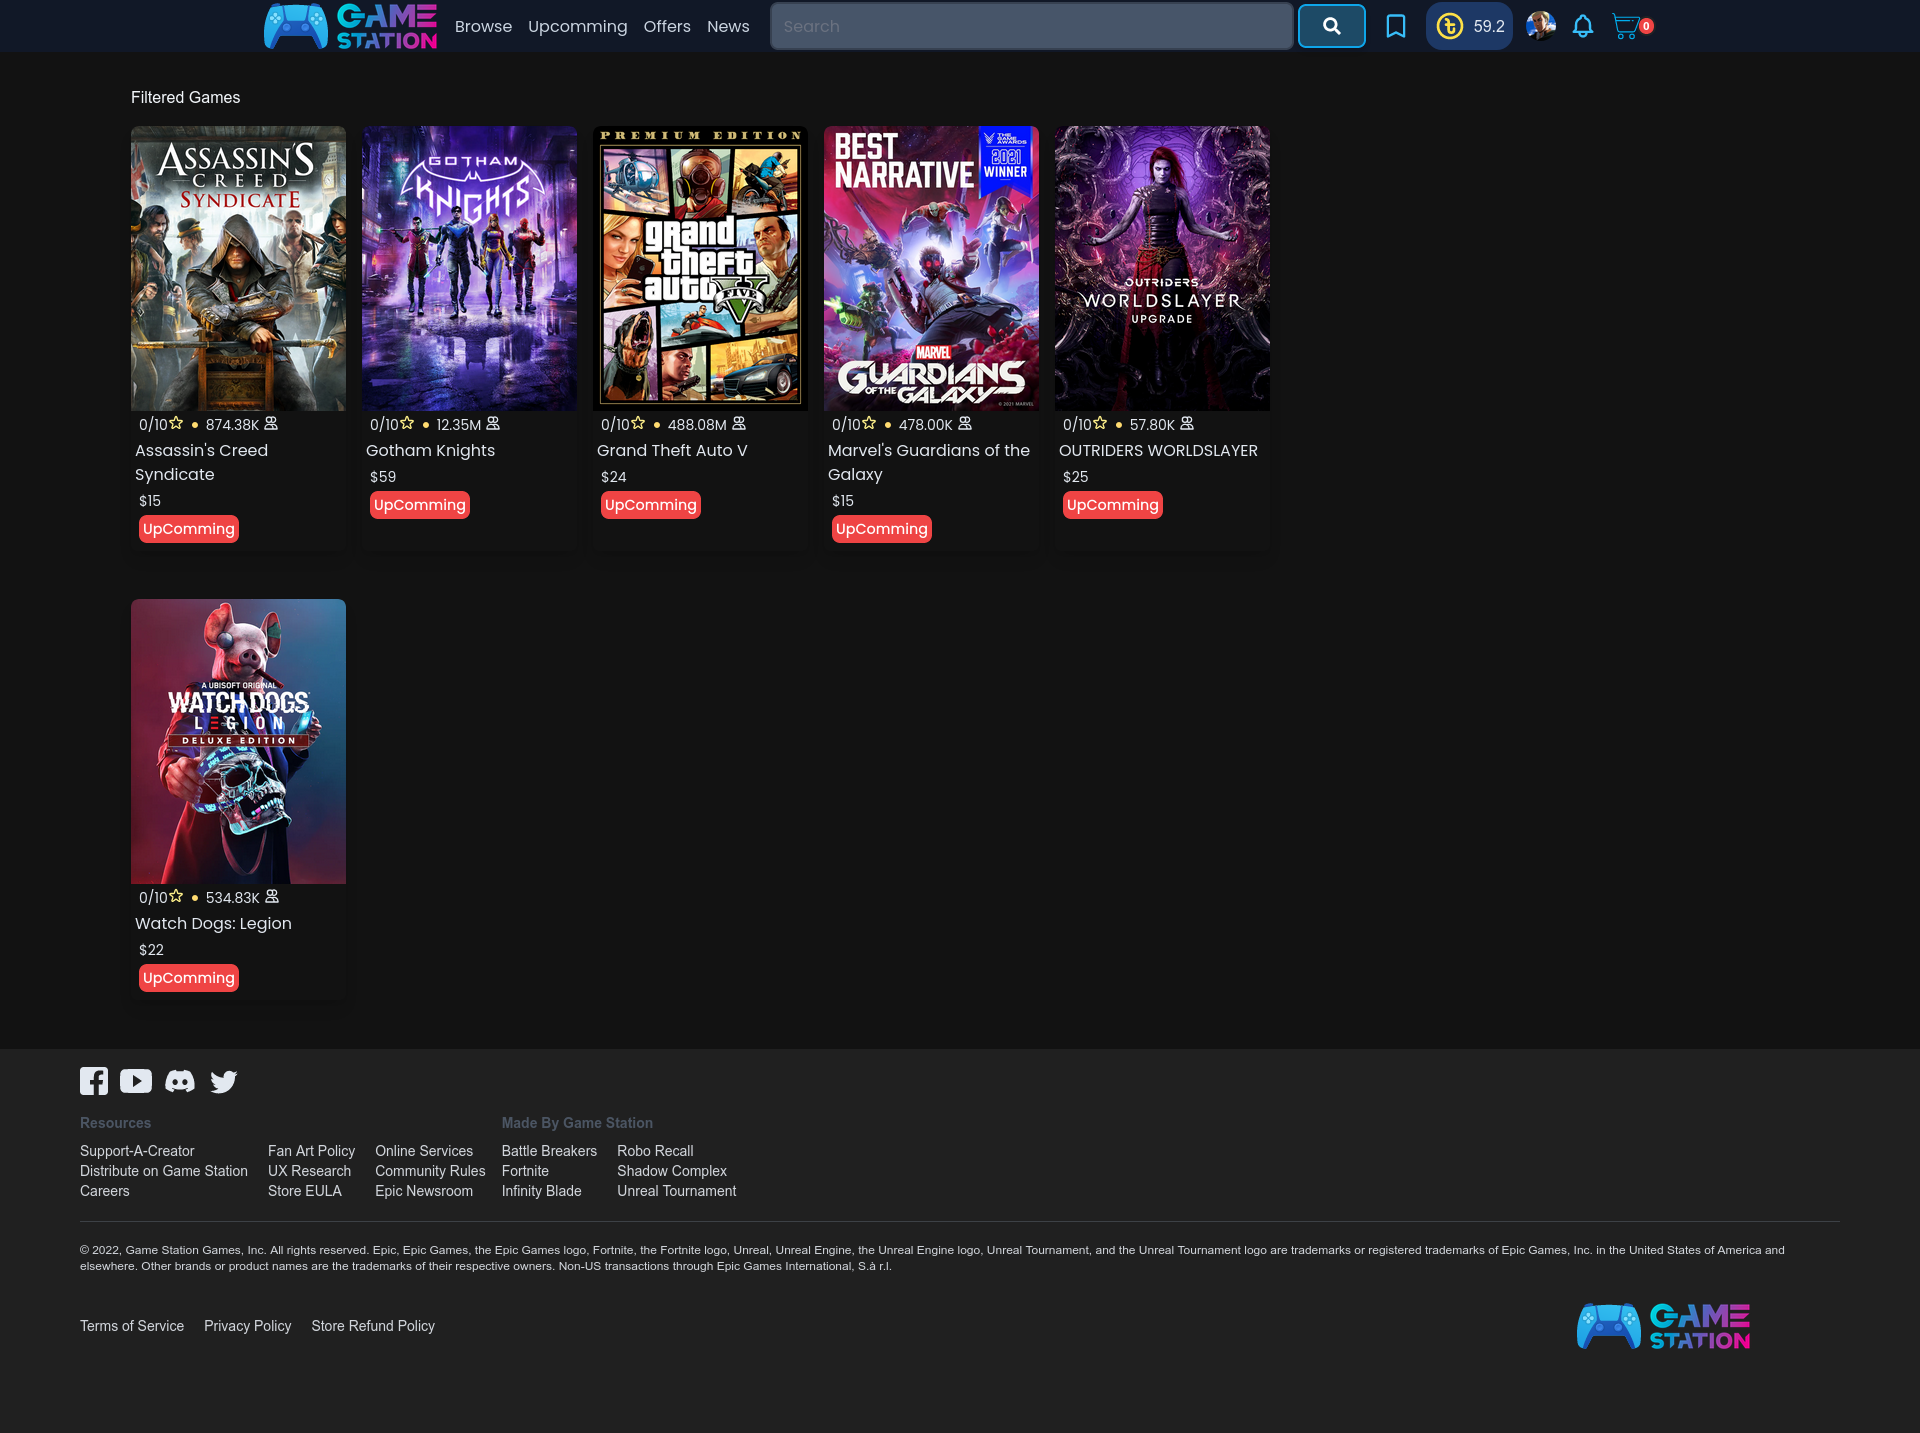 GAME STATION
Browse
Upcomming
Offers
News
Search
59.2
0
Filtered Games
ASSASSIN'S
CREED
SYNDICATE
0/10 • 874.38K
Assassin's Creed
Syndicate
$15
UpComming
GOTHAM
KNIGHTS
0/10 • 12.35M
Gotham Knights
$59
UpComming
PREMIUM EDITION
grand
theft
auto
FIVE
0/10 • 488.08M
Grand Theft Auto V
$24
UpComming
BEST
NARRATIVE
THE GAME AWARDS
2021
WINNER
MARVEL
GUARDIANS
OF THE GALAXY
© 2021 MARVEL
0/10 • 478.00K
Marvel's Guardians of the
Galaxy
$15
UpComming
OUTRIDERS
WORLDSLAYER
UPGRADE
0/10 • 57.80K
OUTRIDERS WORLDSLAYER
$25
UpComming
A UBISOFT ORIGINAL
WATCH DOGS
LEGION
DELUXE EDITION
0/10 • 534.83K
Watch Dogs: Legion
$22
UpComming
Resources
Support-A-Creator
Distribute on Game Station
Careers
Fan Art Policy
UX Research
Store EULA
Online Services
Community Rules
Epic Newsroom
Made By Game Station
Battle Breakers
Fortnite
Infinity Blade
Robo Recall
Shadow Complex
Unreal Tournament
© 2022, Game Station Games, Inc. All rights reserved. Epic, Epic Games, the Epic Games logo, Fortnite, the Fortnite logo, Unreal, Unreal Engine, the Unreal Engine logo, Unreal Tournament, and the Unreal Tournament logo are trademarks or registered trademarks of Epic Games, Inc. in the United States of America and
elsewhere. Other brands or product names are the trademarks of their respective owners. Non-US transactions through Epic Games International, S.à r.l.
Terms of Service
Privacy Policy
Store Refund Policy
GAME STATION